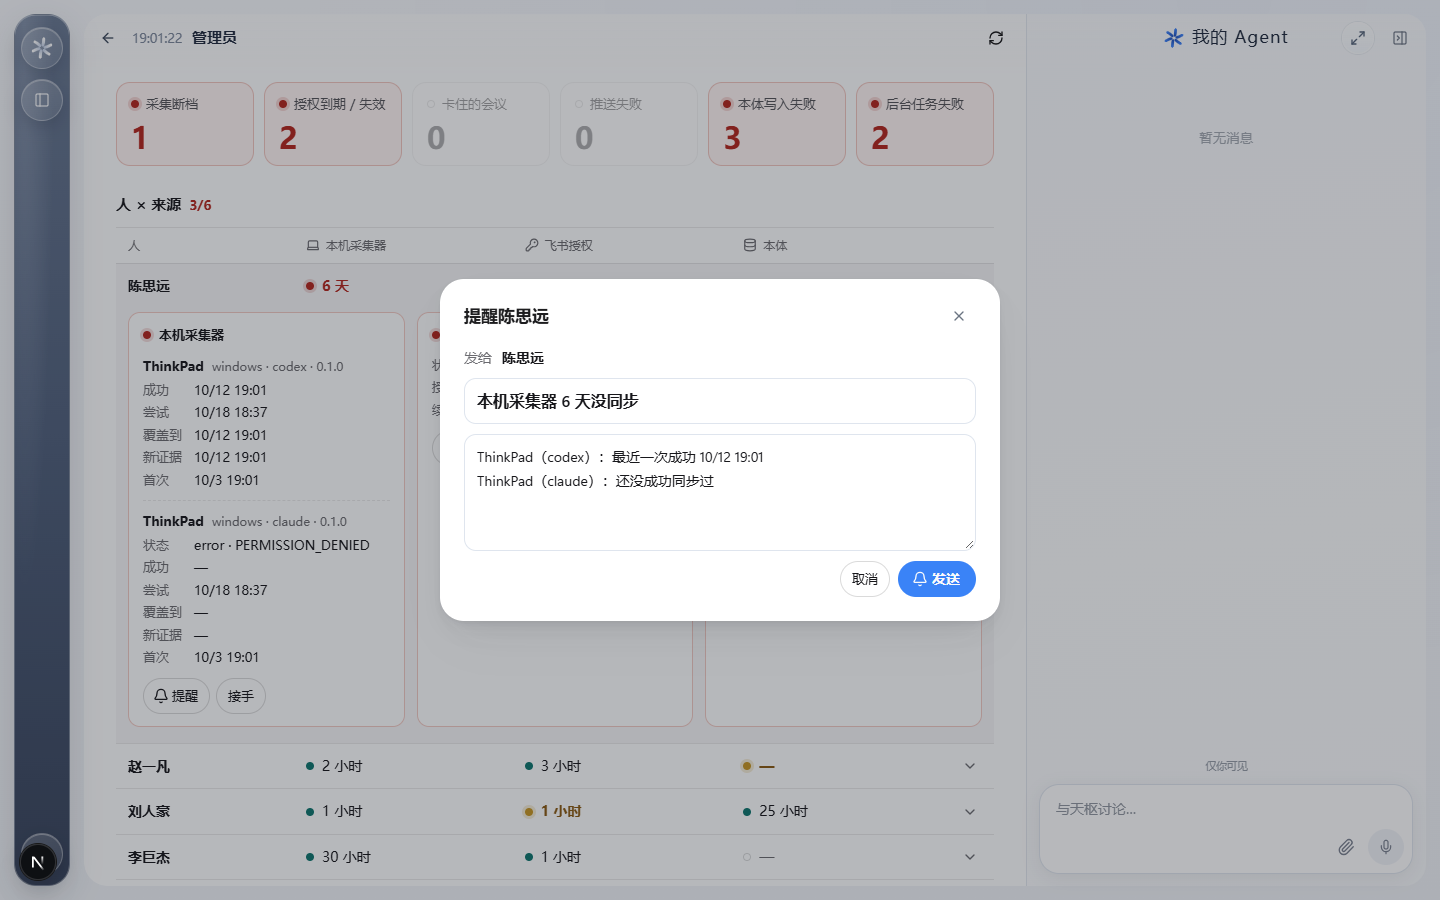 19:01:22 管理员
我的 Agent
采集断档
1
授权到期 / 失效
2
卡住的会议
0
推送失败
0
本体写入失败
3
后台任务失败
2
暂无消息
人 × 来源 3/6
人 本机采集器 飞书授权 本体
陈思远 6 天
本机采集器
ThinkPad windows · codex · 0.1.0
成功 10/12 19:01
尝试 10/18 18:37
覆盖到 10/12 19:01
新证据 10/12 19:01
首次 10/3 19:01
ThinkPad windows · claude · 0.1.0
状态 error · PERMISSION_DENIED
成功 —
尝试 10/18 18:37
覆盖到 —
新证据 —
首次 10/3 19:01
提醒 接手
提醒陈思远
发给 陈思远
本机采集器 6 天没同步
ThinkPad（codex）：最近一次成功 10/12 19:01
ThinkPad（claude）：还没成功同步过
取消 发送
赵一凡 2 小时 3 小时 —
刘人豪 1 小时 1 小时 25 小时
李巨杰 30 小时 1 小时 —
仅你可见
与天枢讨论...
N